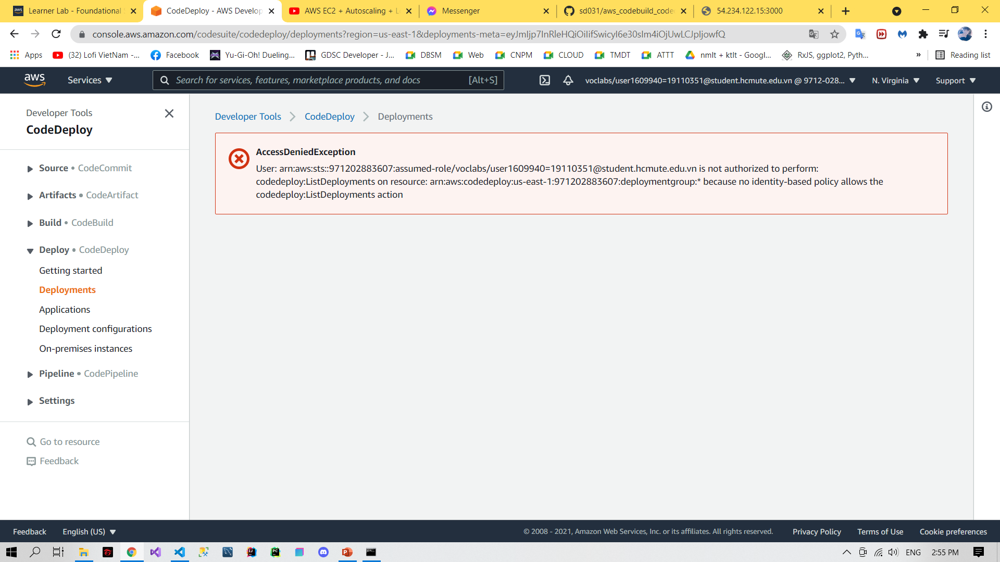 Learner Lab - Foundational
CodeDeploy - AWS Develop
AWS EC2 + Autoscaling + L
Messenger
sd031/aws_codebuild_code
54.234.122.15:3000
console.aws.amazon.com/codesuite/codedeploy/deployments?region=us-east-1&deployments-meta=eyJmIjp7InRleHQiOiIifSwicyI6e30sIm4iOjUwLCJpIjowfQ
Apps
(32) Lofi VietNam -...
Facebook
Yu-Gi-Oh! Dueling...
GDSC Developer - J...
DBSM
Web
CNPM
CLOUD
TMDT
ATTT
nmlt + ktlt - Googl...
RxJS, ggplot2, Pyth...
»
Reading list
aws
Services
Search for services, features, marketplace products, and docs
[Alt+S]
voclabs/user1609940=19110351@student.hcmute.edu.vn @ 9712-028...
N. Virginia
Support
Developer Tools
CodeDeploy
Source • CodeCommit
Artifacts • CodeArtifact
Build • CodeBuild
Deploy • CodeDeploy
Getting started
Deployments
Applications
Deployment configurations
On-premises instances
Pipeline • CodePipeline
Settings
Go to resource
Feedback
Developer Tools
CodeDeploy
Deployments
AccessDeniedException
User: arn:aws:sts::971202883607:assumed-role/voclabs/user1609940=19110351@student.hcmute.edu.vn is not authorized to perform:
codedeploy:ListDeployments on resource: arn:aws:codedeploy:us-east-1:971202883607:deploymentgroup:* because no identity-based policy allows the
codedeploy:ListDeployments action
Feedback
English (US)
© 2008 - 2021, Amazon Web Services, Inc. or its affiliates. All rights reserved.
Privacy Policy
Terms of Use
Cookie preferences
ENG
2:55 PM